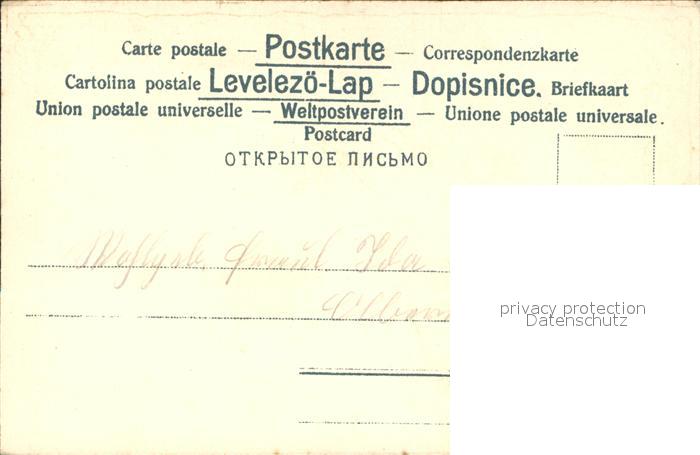 Carte postale — Postkarte — Correspondenzkarte
Cartolina postale Levelező-Lap — Dopisnice. Briefkaart
Union postale universelle — Weltpostverein — Unione postale universale.
Postcard
ОТКРЫТОЕ ПИСЬМО
Ida
privacy protection
Datenschutz